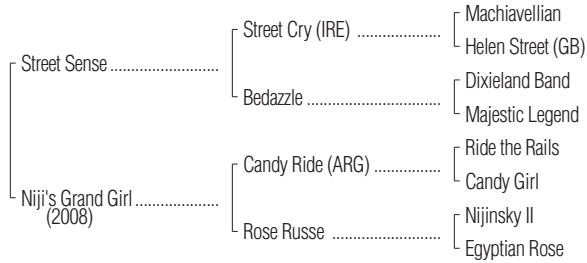 Street Sense
Niji's Grand Girl
(2008)
Street Cry (IRE)
Bedazzle
Candy Ride (ARG)
Rose Russe
Machiavellian
Helen Street (GB)
Dixieland Band
Majestic Legend
Ride the Rails
Candy Girl
Nijinsky II
Egyptian Rose